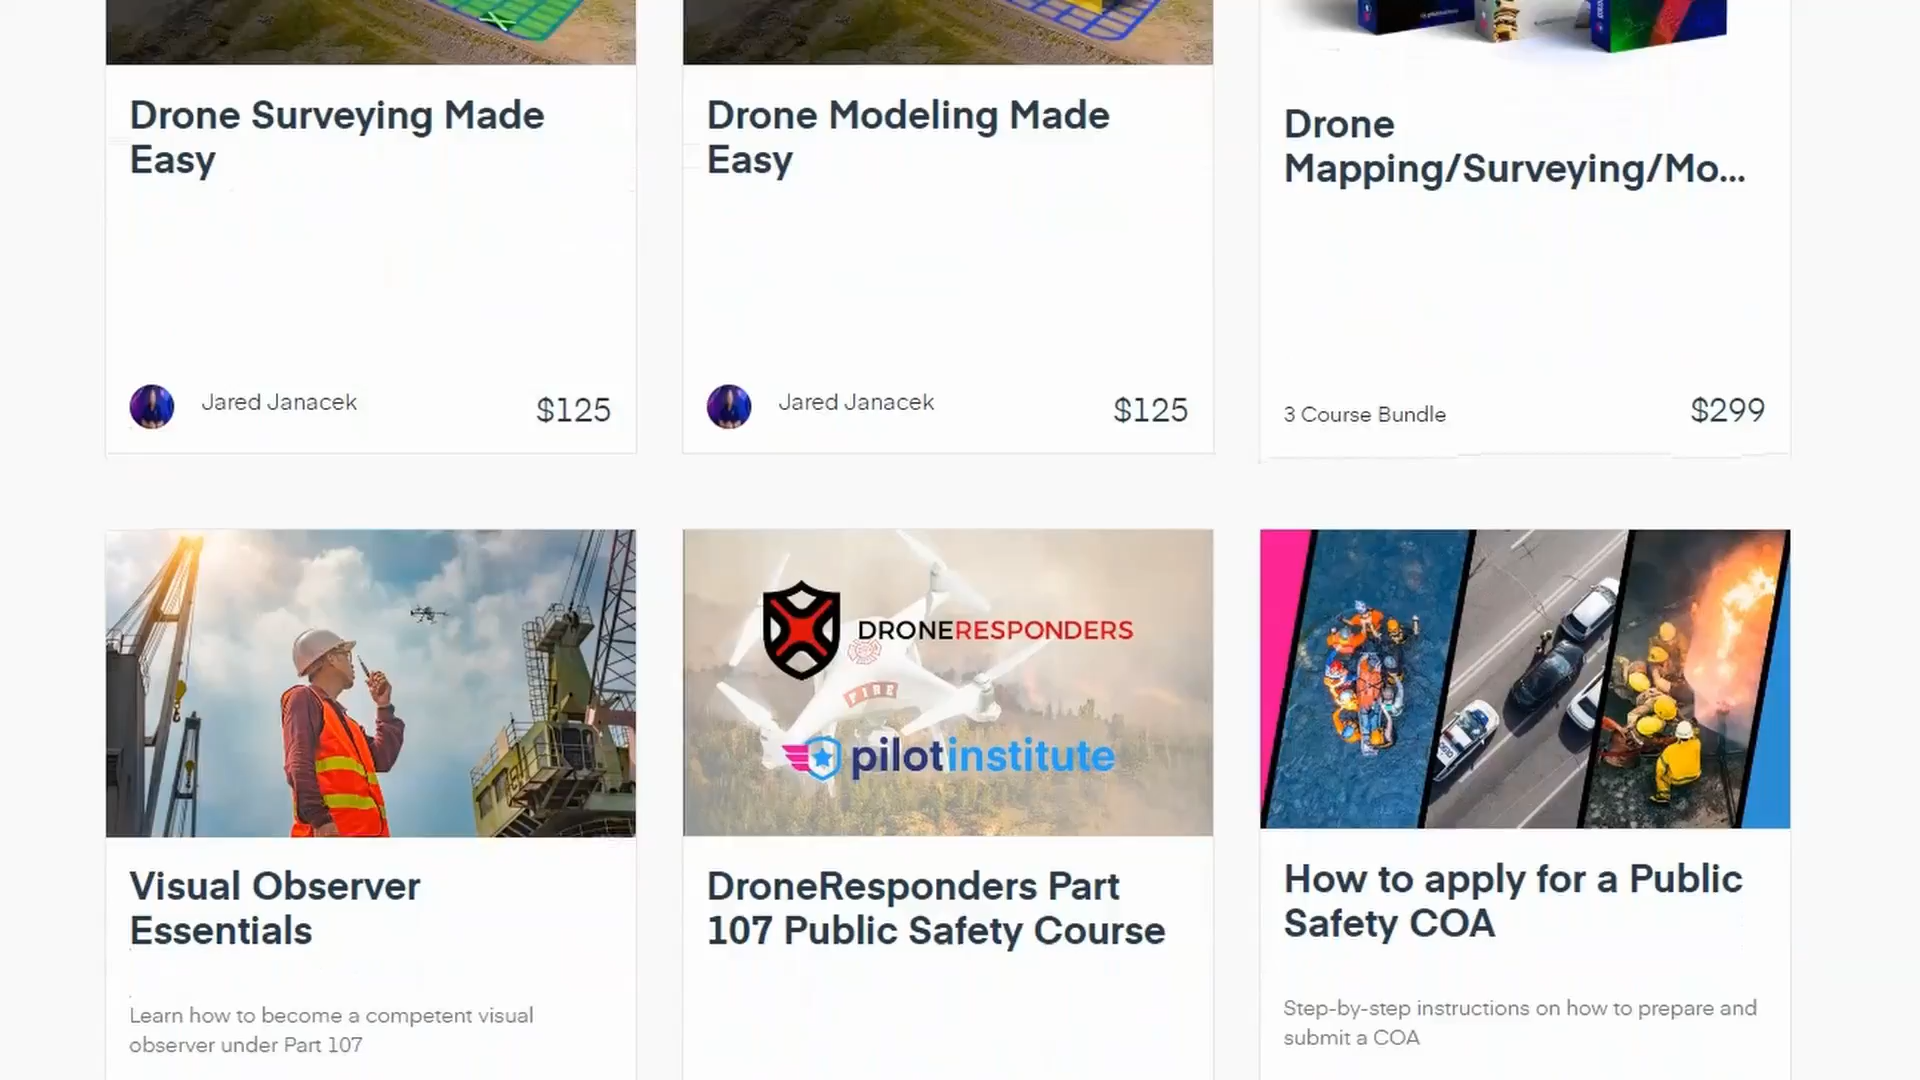 Drone Surveying Made
Easy
Jared Janacek
$125
Drone Modeling Made
Easy
Jared Janacek
$125
Drone
Mapping/Surveying/Mo...
3 Course Bundle
$299
Visual Observer
Essentials
Learn how to become a competent visual
observer under Part 107
DRONERESPONDERS
FIRE
pilotinstitute
DroneResponders Part
107 Public Safety Course
How to apply for a Public
Safety COA
Step-by-step instructions on how to prepare and
submit a COA